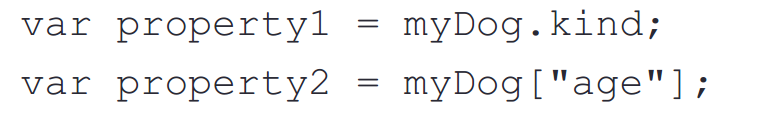 var property1 = myDog.kind;
var property2 = myDog["age"];